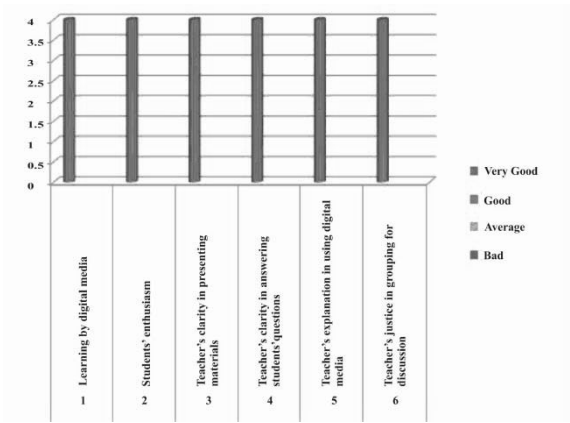 4
3.5
3
2.5
2
1.5
1
0.5
0
Very Good
Good
Average
Bad
Learning by digital media
Students' enthusiasm
Teacher's clarity in presenting
materials
Teacher's clarity in answering
students'questions
Teacher's explanation in using digital
media
Teacher's justice in grouping for
discussion
1
2
3
4
5
6